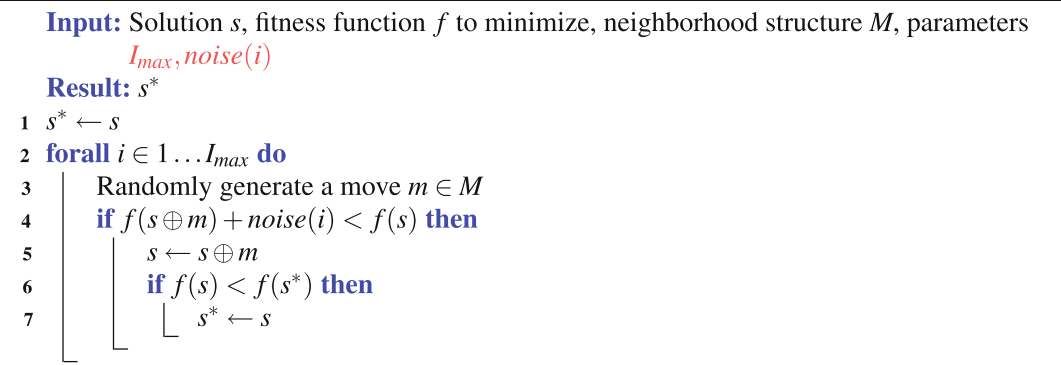 Input: Solution s, fitness function f to minimize, neighborhood structure M, parameters
I_max, noise(i)
Result: s*
1 s* ← s
2 forall i ∈ 1…I_max do
3 Randomly generate a move m ∈ M
4 if f(s ⊕ m) + noise(i) < f(s) then
5 s ← s ⊕ m
6 if f(s) < f(s*) then
7 s* ← s